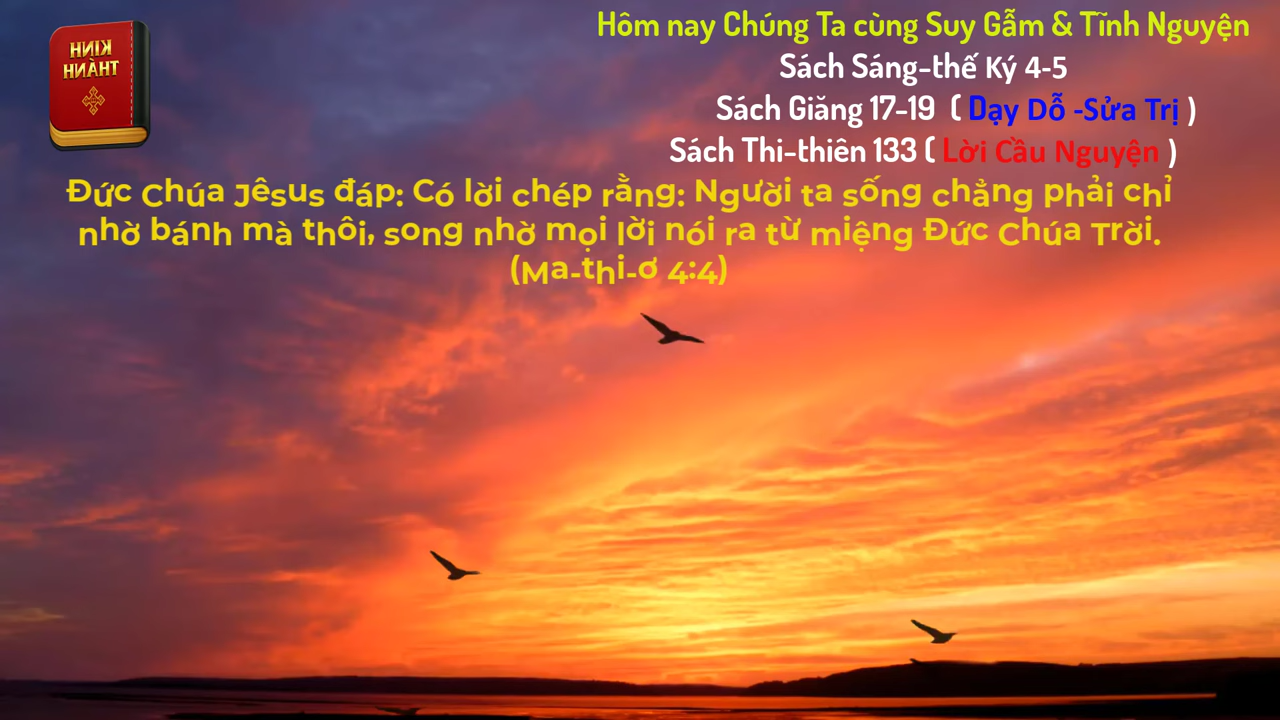 KINH
THÁNH
Hôm nay Chúng Ta cùng Suy Gẫm & Tĩnh Nguyện
Sách Sáng-thế Ký 4-5
Sách Giăng 17-19 ( Dạy Dỗ -Sửa Trị )
Sách Thi-thiên 133 ( Lời Cầu Nguyện )
Đức Chúa Jêsus đáp: Có lời chép rằng: Người ta sống chẳng phải chỉ
nhờ bánh mà thôi, song nhờ mọi lời nói ra từ miệng Đức Chúa Trời.
(Ma-thi-ơ 4:4)